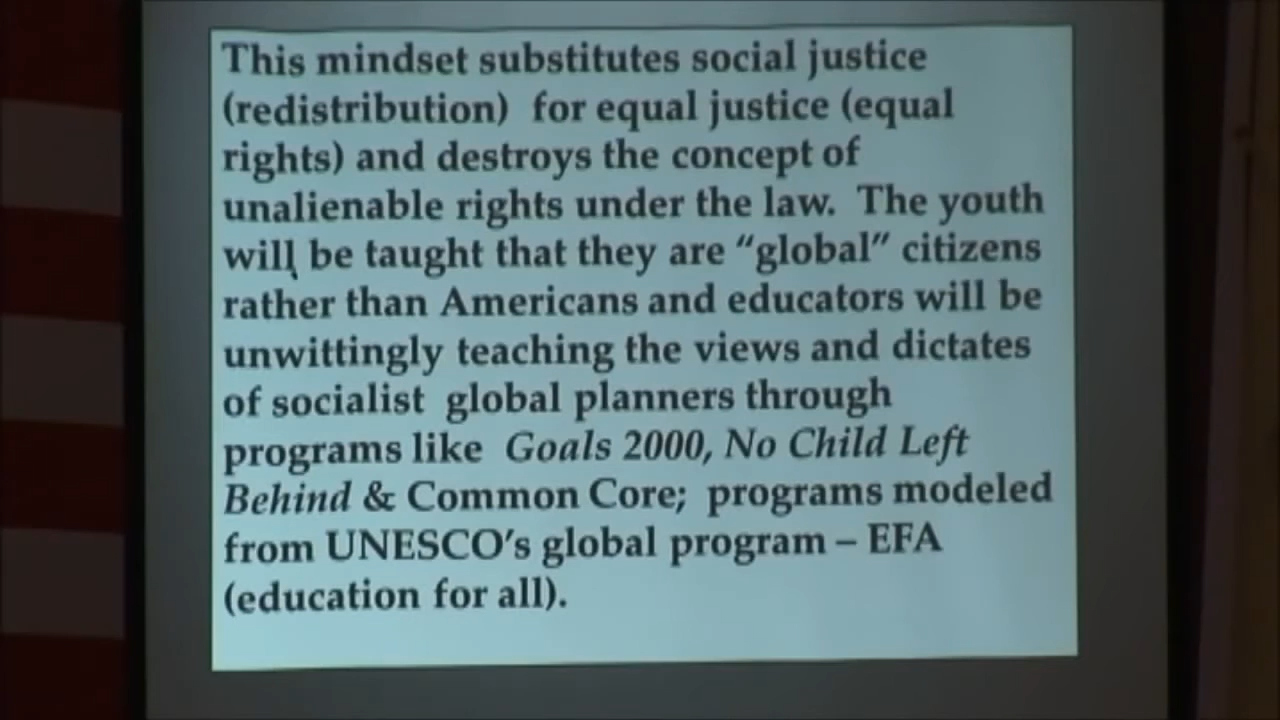 This mindset substitutes social justice
(redistribution) for equal justice (equal
rights) and destroys the concept of
unalienable rights under the law. The youth
will be taught that they are “global” citizens
rather than Americans and educators will be
unwittingly teaching the views and dictates
of socialist global planners through
programs like Goals 2000, No Child Left
Behind & Common Core; programs modeled
from UNESCO’s global program – EFA
(education for all).